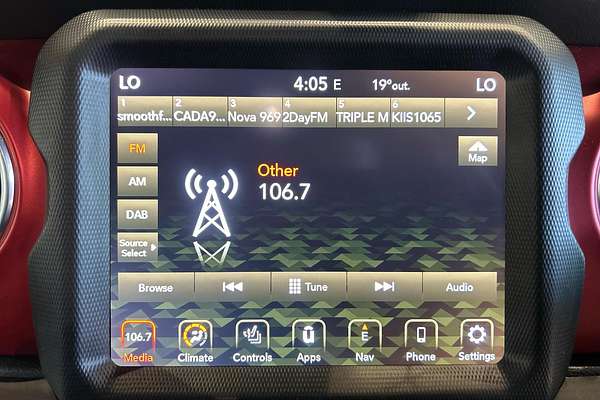 LO 4:05 E 19° out. LO
1 2 3 4 5 6
smoothf... CADA9... Nova 969 2DayFM TRIPLE M KIIS1065
FM
Map
AM
DAB
Source
Select
Other
106.7
Browse Tune Audio
106.7 E
Media Climate Controls Apps Nav Phone Settings